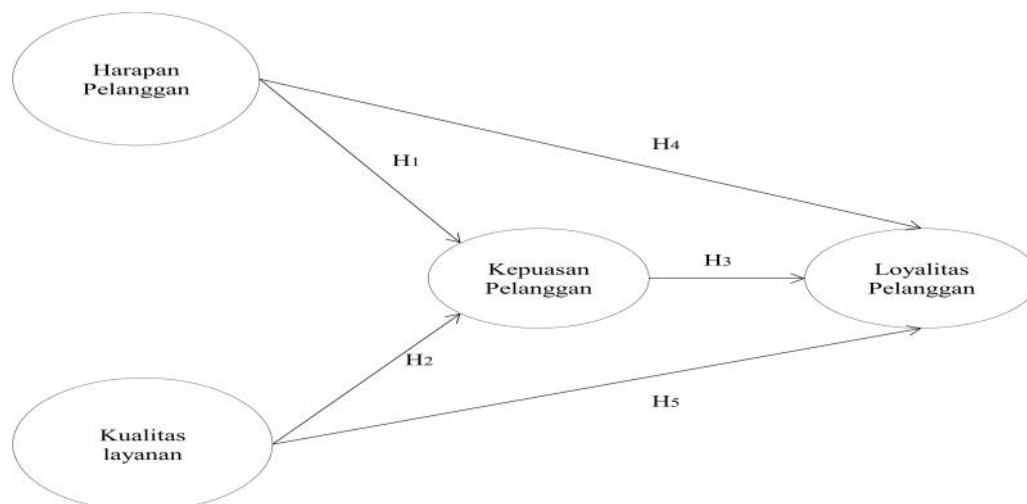 Harapan
Pelanggan
H4
H1
Kepuasan
Pelanggan
H3
Loyalitas
Pelanggan
H2
H5
Kualitas
layanan